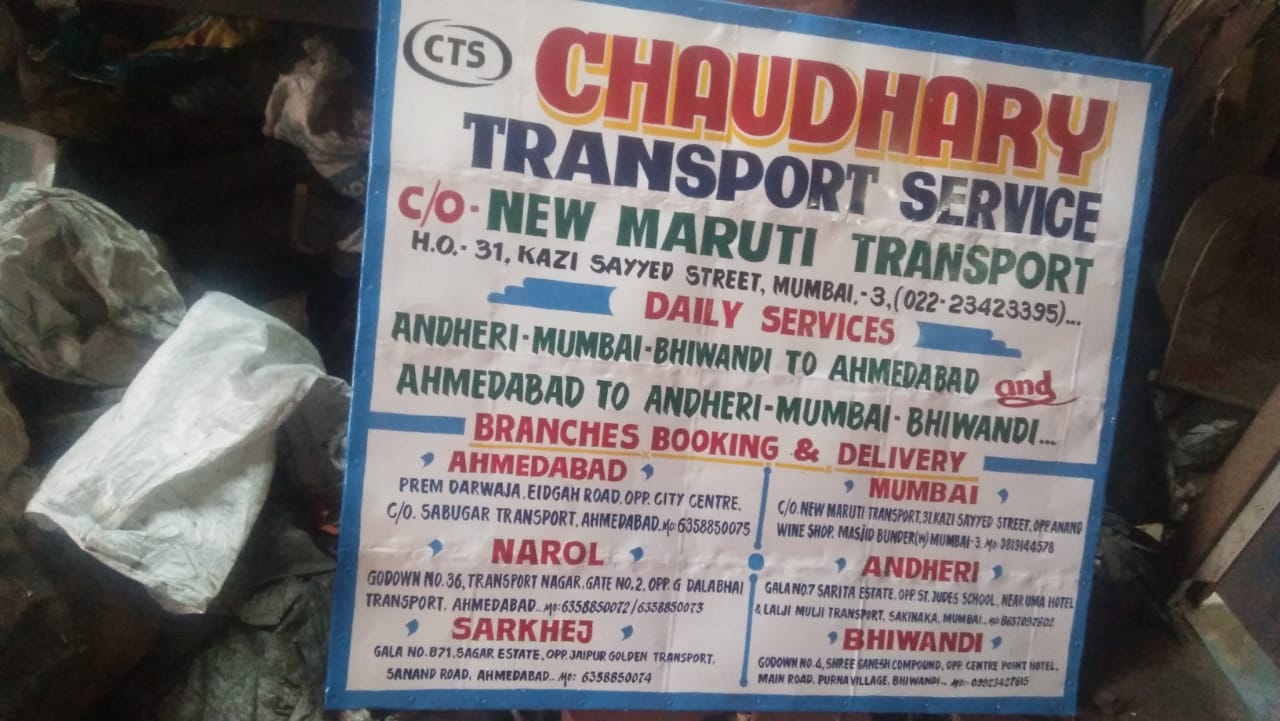 CTS
CHAUDHARY
TRANSPORT SERVICE
C/O- NEW MARUTI TRANSPORT
H.O.- 31, KAZI SAYYED STREET, MUMBAI.-3,(022-23423395)...
DAILY SERVICES
ANDHERI-MUMBAI-BHIWANDI TO AHMEDABAD and
AHMEDABAD TO ANDHERI-MUMBAI-BHIWANDI...
BRANCHES BOOKING & DELIVERY
AHMEDABAD
PREM DARWAJA. EIDGAH ROAD, OPP. CITY CENTRE,
C/O. SABUGAR TRANSPORT, AHMEDABAD. Mo: 6358850075
NAROL
GODOWN NO. 36, TRANSPORT NAGAR. GATE NO. 2, OPP. G DALABHAI
TRANSPORT, AHMEDABAD.. Mo: 6358850072/6358850073
SARKHEJ
GALA NO. B71. SAGAR ESTATE, OPP. JAIPUR GOLDEN TRANSPORT,
SANAND ROAD, AHMEDABAD.. Mo: 6358850074
MUMBAI
C/O. NEW MARUTI TRANSPORT, 31. KAZI SAYYED STREET, OPP. ANAND
WINE SHOP. MASJID BUNDER(W) MUMBAI-3. Mo: 9819144578
ANDHERI
GALA NO. 7 SARITA ESTATE, OPP. ST. JUDES SCHOOL, NEAR UMA HOTEL
& LALJI MULJI TRANSPORT, SAKINAKA, MUMBAI.. Mo:
BHIWANDI
GODOWN NO. 4, SHREE GANESH COMPOUND, OPP. CENTRE POINT HOTEL,
MAIN ROAD, PURNA VILLAGE, BHIWANDI.. Mo:- 09923427615